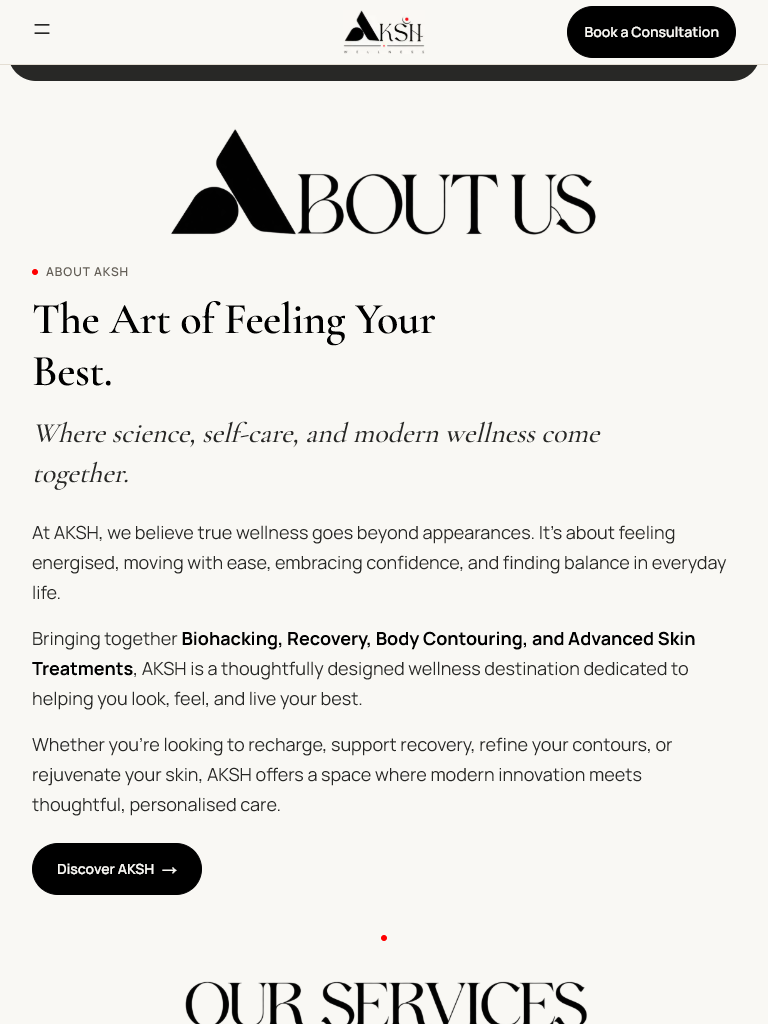 AKSH
WELLNESS
Book a Consultation
ABOUT US
ABOUT AKSH
The Art of Feeling Your
Best.
Where science, self-care, and modern wellness come
together.
At AKSH, we believe true wellness goes beyond appearances. It's about feeling
energised, moving with ease, embracing confidence, and finding balance in everyday
life.
Bringing together Biohacking, Recovery, Body Contouring, and Advanced Skin
Treatments, AKSH is a thoughtfully designed wellness destination dedicated to
helping you look, feel, and live your best.
Whether you're looking to recharge, support recovery, refine your contours, or
rejuvenate your skin, AKSH offers a space where modern innovation meets
thoughtful, personalised care.
Discover AKSH →
OUR SERVICES